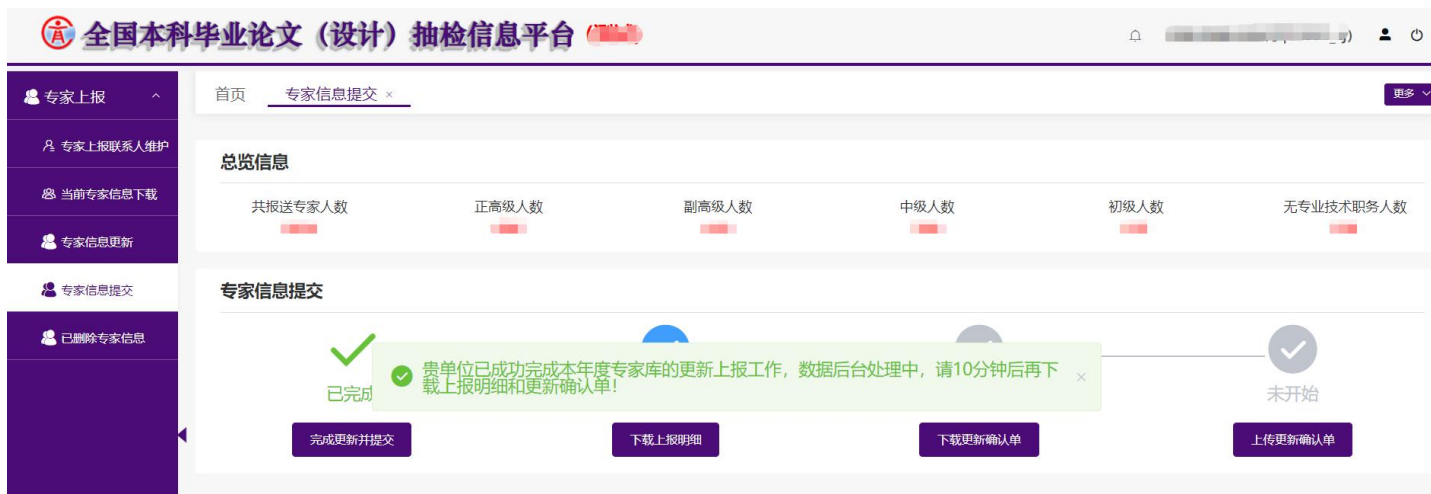 全国本科毕业论文（设计）抽检信息平台
专家上报
首页 专家信息提交 ×
更多
专家上报联系人维护
当前专家信息下载
专家信息更新
专家信息提交
已删除专家信息
总览信息
共报送专家人数 正高级人数 副高级人数 中级人数 初级人数 无专业技术职务人数
专家信息提交
贵单位已成功完成本年度专家库的更新上报工作，数据后台处理中，请10分钟后再下
载上报明细和更新确认单！
已完成 未开始
完成更新并提交 下载上报明细 下载更新确认单 上传更新确认单